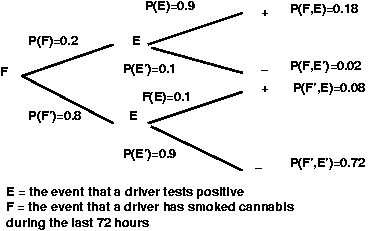 P(E)=0.9
+ P(F,E)=0.18
P(F)=0.2 E
P(E')=0.1
F – P(F,E')=0.02
+ P(F',E)=0.08
F(E)=0.1
P(F')=0.8 E
P(E')=0.9
– P(F',E')=0.72
E = the event that a driver tests positive
F = the event that a driver has smoked cannabis
during the last 72 hours